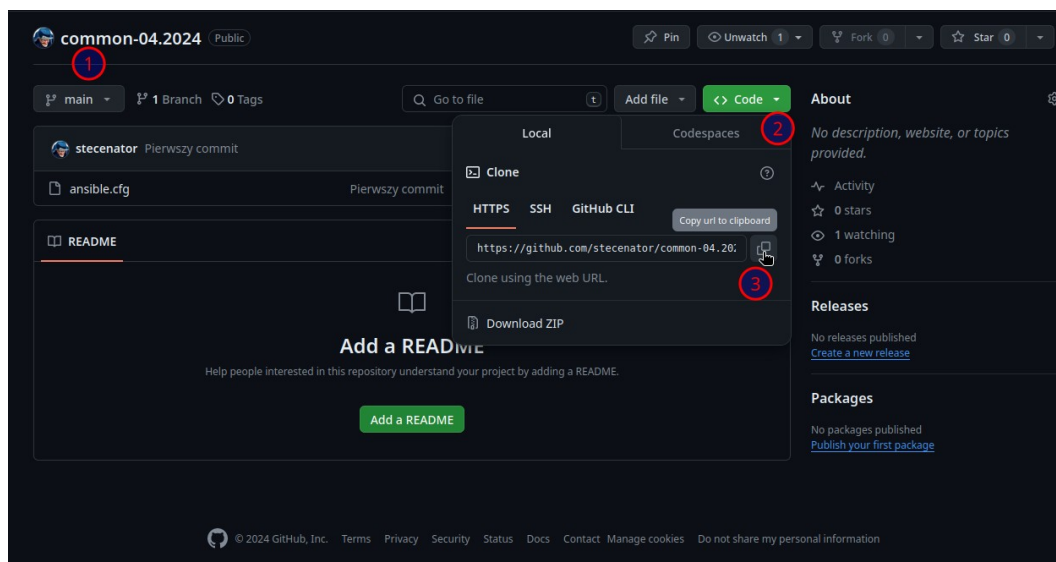 common-04.2024 Public
Pin Unwatch 1 Fork 0 Star 0
1
main 1 Branch 0 Tags Go to file t Add file <> Code
2
stecenator Pierwszy commit
ansible.cfg Pierwszy commit
Local Codespaces
Clone
HTTPS SSH GitHub CLI
Copy url to clipboard
https://github.com/stecenator/common-04.202
3
Clone using the web URL.
Download ZIP
README
Add a README
Help people interested in this repository understand your project by adding a README.
Add a README
About
No description, website, or topics
provided.
Activity
0 stars
1 watching
0 forks
Releases
No releases published
Create a new release
Packages
No packages published
Publish your first package
© 2024 GitHub, Inc. Terms Privacy Security Status Docs Contact Manage cookies Do not share my personal information